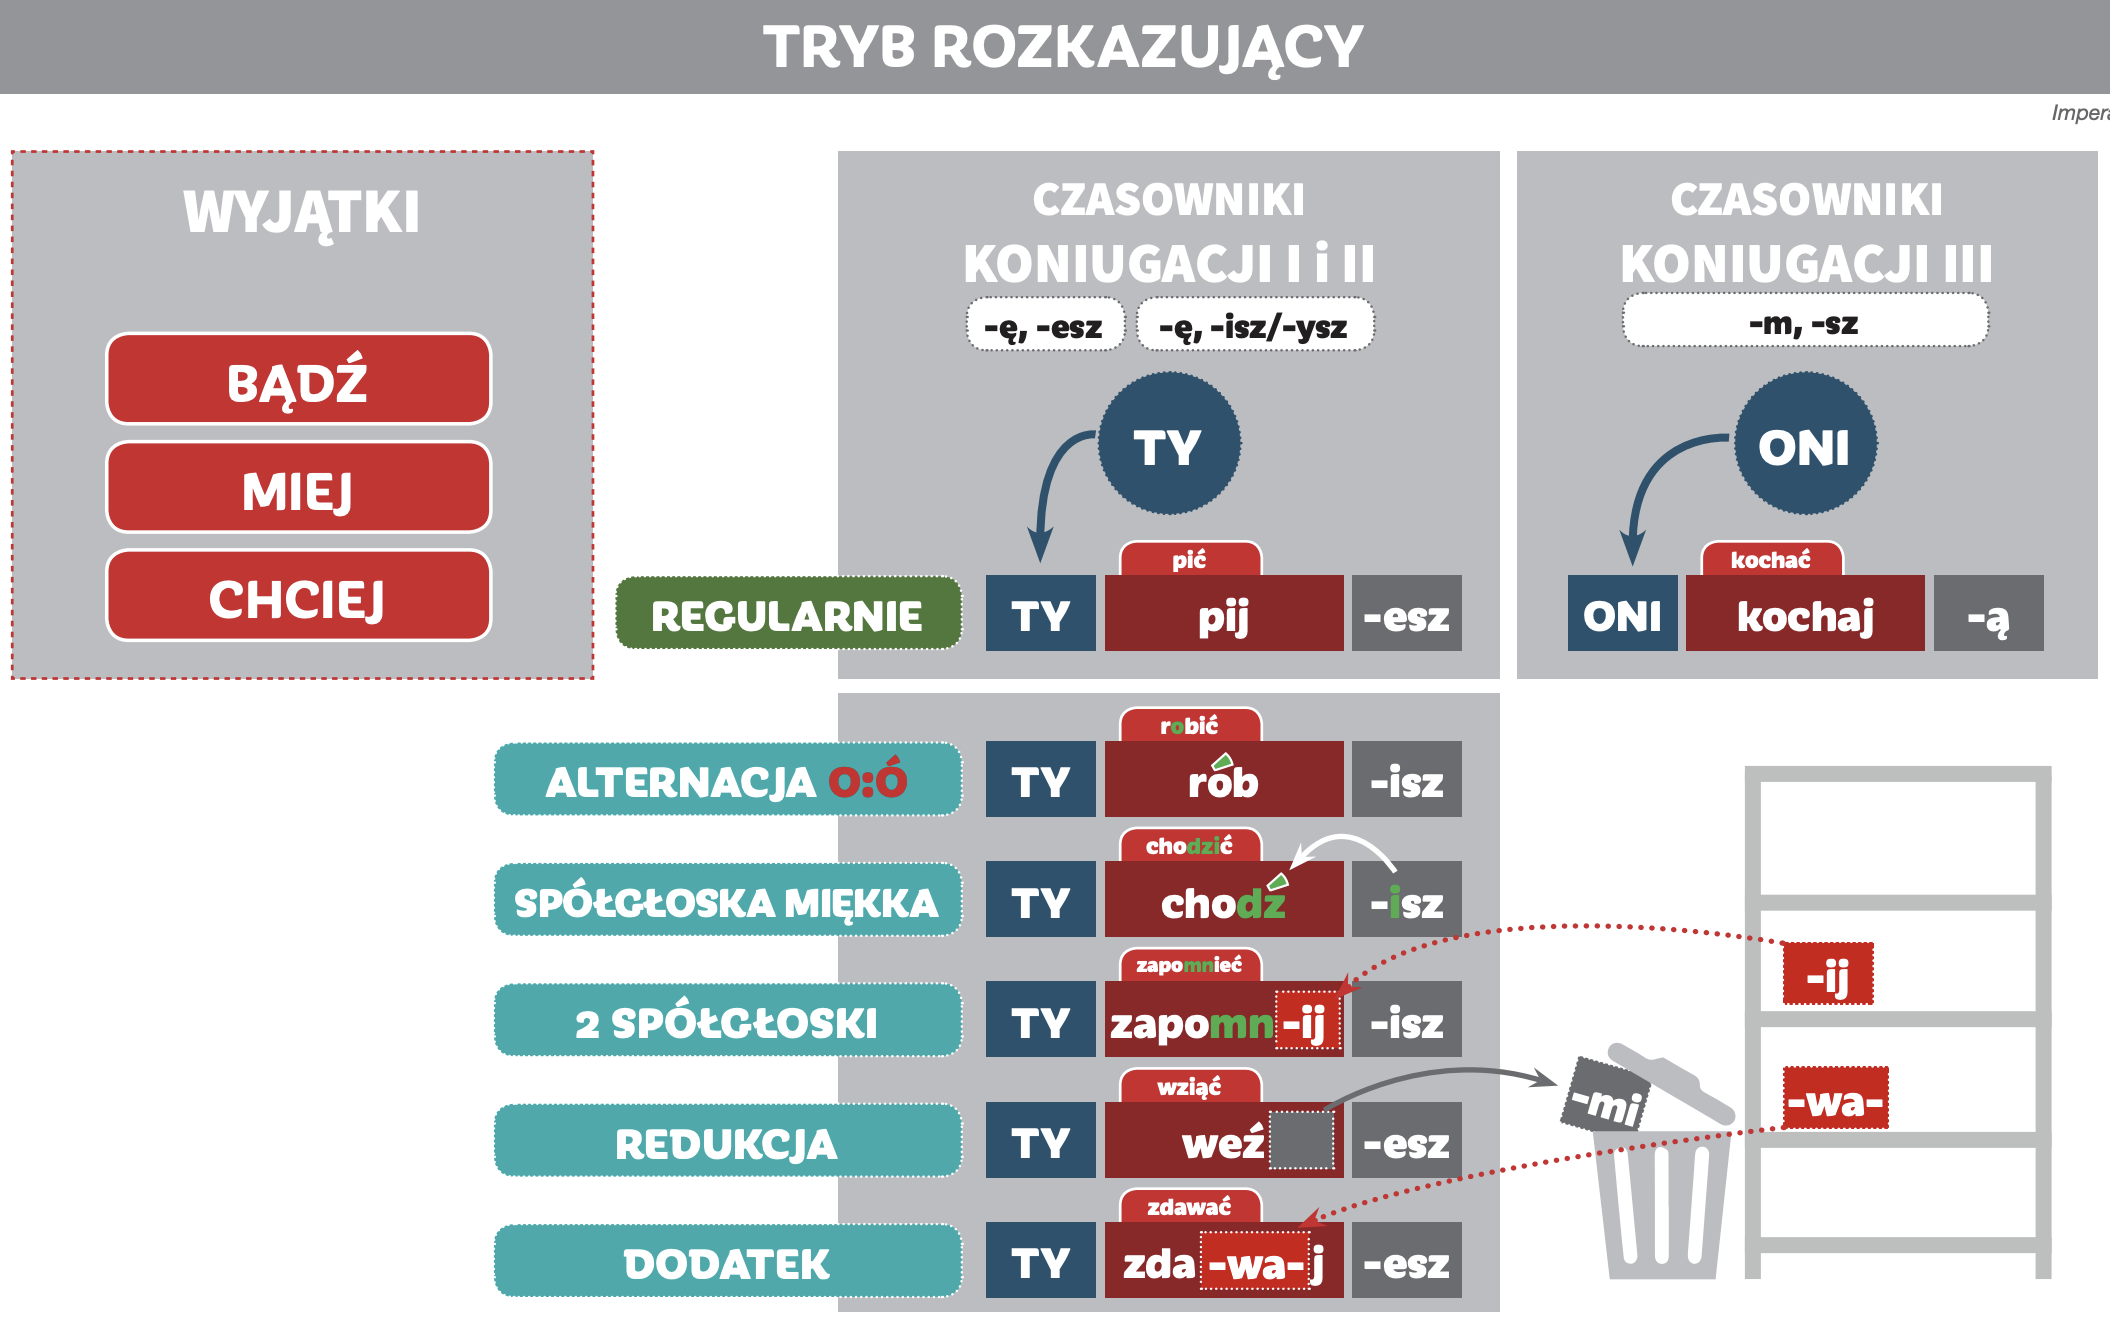 TRYB ROZKAZUJĄCY
WYJĄTKI
BĄDŹ
MIEJ
CHCIEJ
CZASOWNIKI
KONIUGACJI I i II
-ę, -esz
-ę, -isz/-ysz
TY
REGULARNIE
pić
TY pij -esz
CZASOWNIKI
KONIUGACJI III
-m, -sz
ONI
kochać
ONI kochaj -ą
robić
ALTERNACJA O:Ó TY rób -isz
chodzić
SPÓŁGŁOSKA MIĘKKA TY chodź -isz
zapomnieć
2 SPÓŁGŁOSKI TY zapomn -ij -isz
wziąć
REDUKCJA TY weź -esz
zdawać
DODATEK TY zda -wa- j -esz
-ij
-mi
-wa-